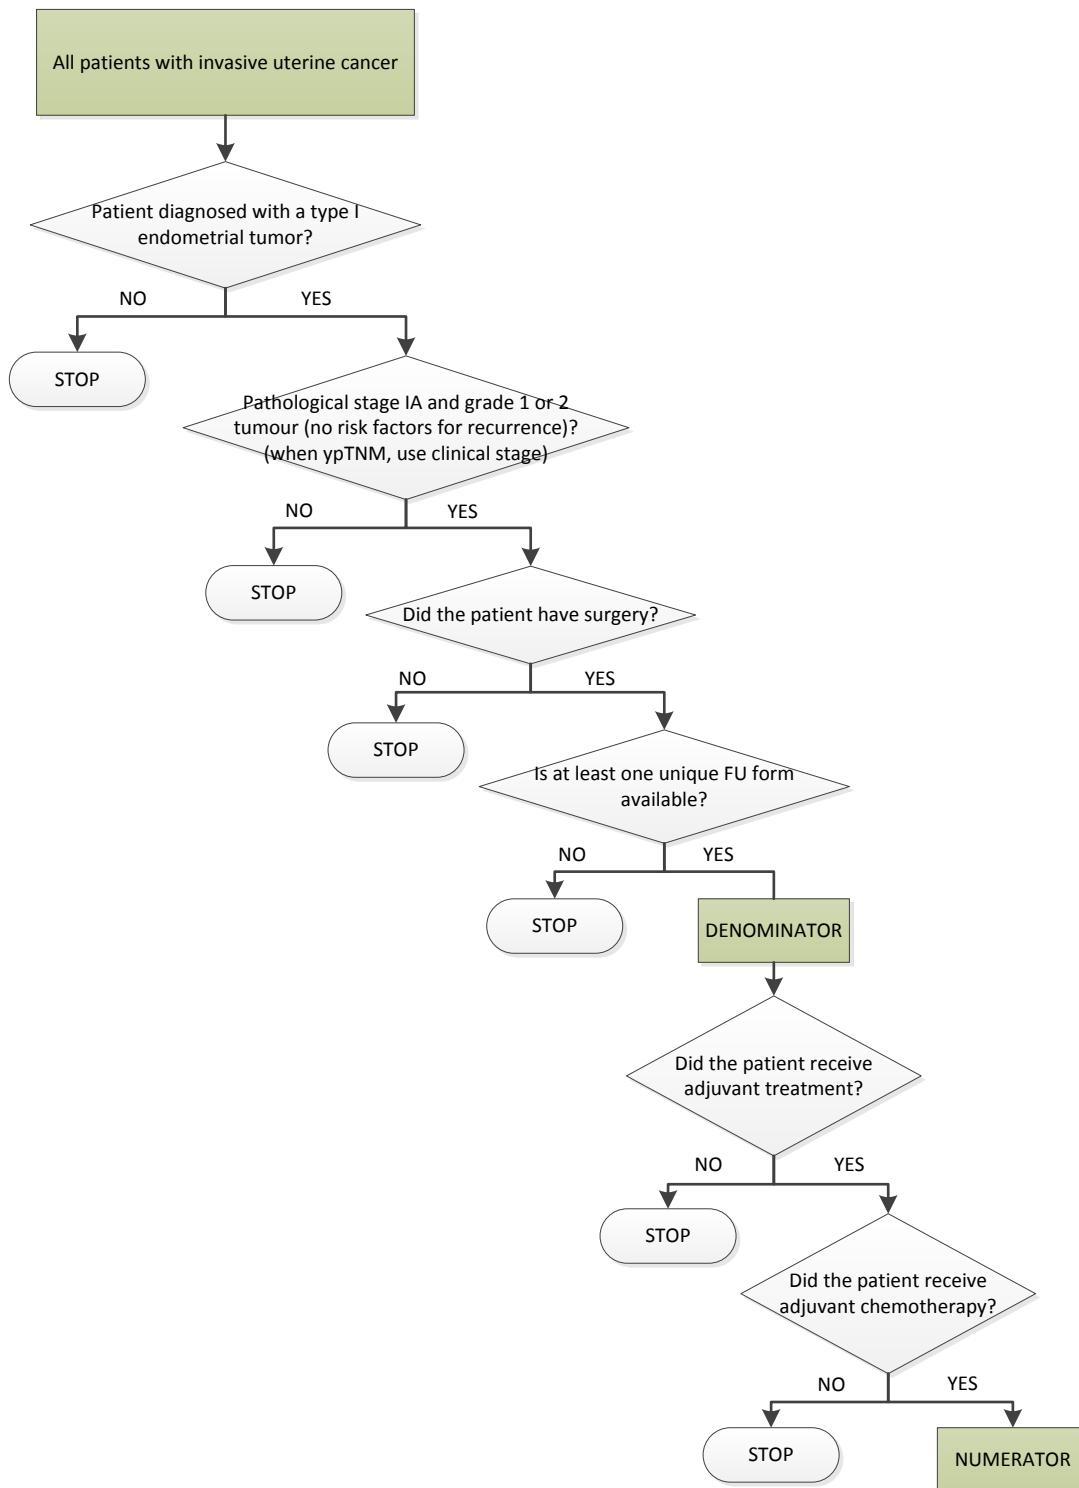 All patients with invasive uterine cancer
Patient diagnosed with a type I
endometrial tumor?
NO
YES
STOP
Pathological stage IA and grade 1 or 2
tumour (no risk factors for recurrence)?
(when ypTNM, use clinical stage)
NO
YES
STOP
Did the patient have surgery?
NO
YES
STOP
Is at least one unique FU form
available?
NO
YES
STOP
DENOMINATOR
Did the patient receive
adjuvant treatment?
NO
YES
STOP
Did the patient receive
adjuvant chemotherapy?
NO
YES
STOP
NUMERATOR